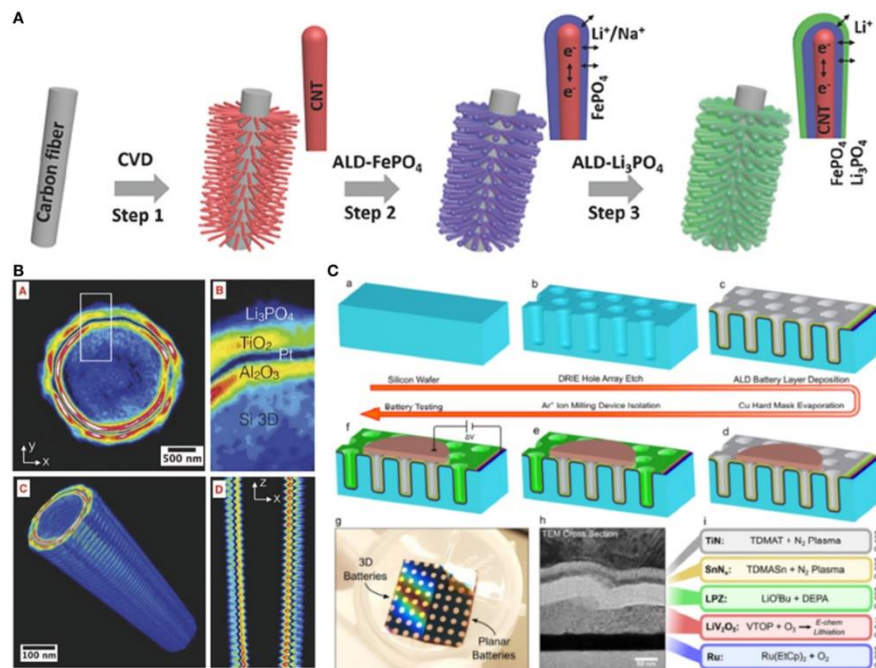 A
Carbon fiber
CVD
Step 1
CNT
ALD-FePO₄
Step 2
Li⁺/Na⁺
e⁻
e⁻
FePO₄
ALD-Li₃PO₄
Step 3
Li⁺
e⁻
e⁻
CNT
FePO₄
Li₃PO₄
B
A
y
x
500 nm
B
Li₃PO₄
TiO₂
Pt
Al₂O₃
Si 3D
C
100 nm
D
z
x
C
a
b
c
Silicon Wafer
DRIE Hole Array Etch
ALD Battery Layer Deposition
Battery Testing
Ar⁺ Ion Milling Device Isolation
Cu Hard Mask Evaporation
f
ΔV
e
d
g
3D
Batteries
Planar
Batteries
h
TEM Cross Section
i
TiN: TDMAT + N₂ Plasma
SnNₓ: TDMASn + N₂ Plasma
LPZ: LiOᵗBu + DEPA
LiV₂O₅: VTOP + O₃ E-chem
Lithiation
Ru: Ru(EtCp)₂ + O₂